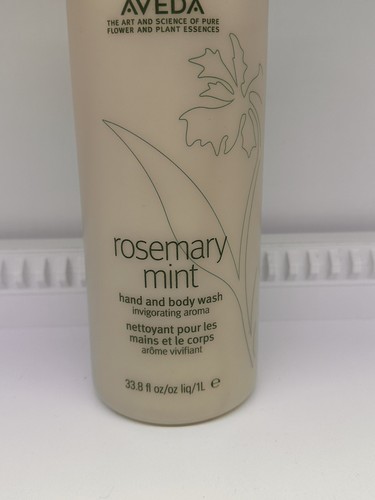 AVEDA
THE ART AND SCIENCE OF PURE
FLOWER AND PLANT ESSENCES
rosemary
mint
hand and body wash
invigorating aroma
nettoyant pour les
mains et le corps
arôme vivifiant
33.8 fl oz/oz liq/1L ℮